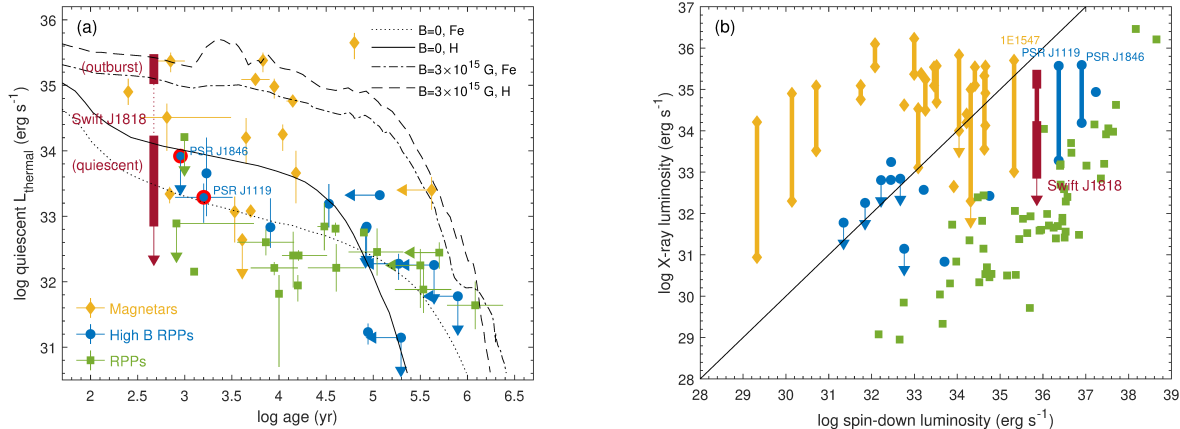 (a)
B=0, Fe
B=0, H
B=3×10^15 G, Fe
B=3×10^15 G, H
(outburst)
Swift J1818
(quiescent)
PSR J1846
PSR J1119
Magnetars
High B RPPs
RPPs
36
35
34
33
32
31
log quiescent L_thermal (erg s^-1)
2 2.5 3 3.5 4 4.5 5 5.5 6 6.5
log age (yr)
(b)
1E1547
PSR J1119
PSR J1846
Swift J1818
37
36
35
34
33
32
31
30
29
28
log X-ray luminosity (erg s^-1)
28 29 30 31 32 33 34 35 36 37 38 39
log spin-down luminosity (erg s^-1)